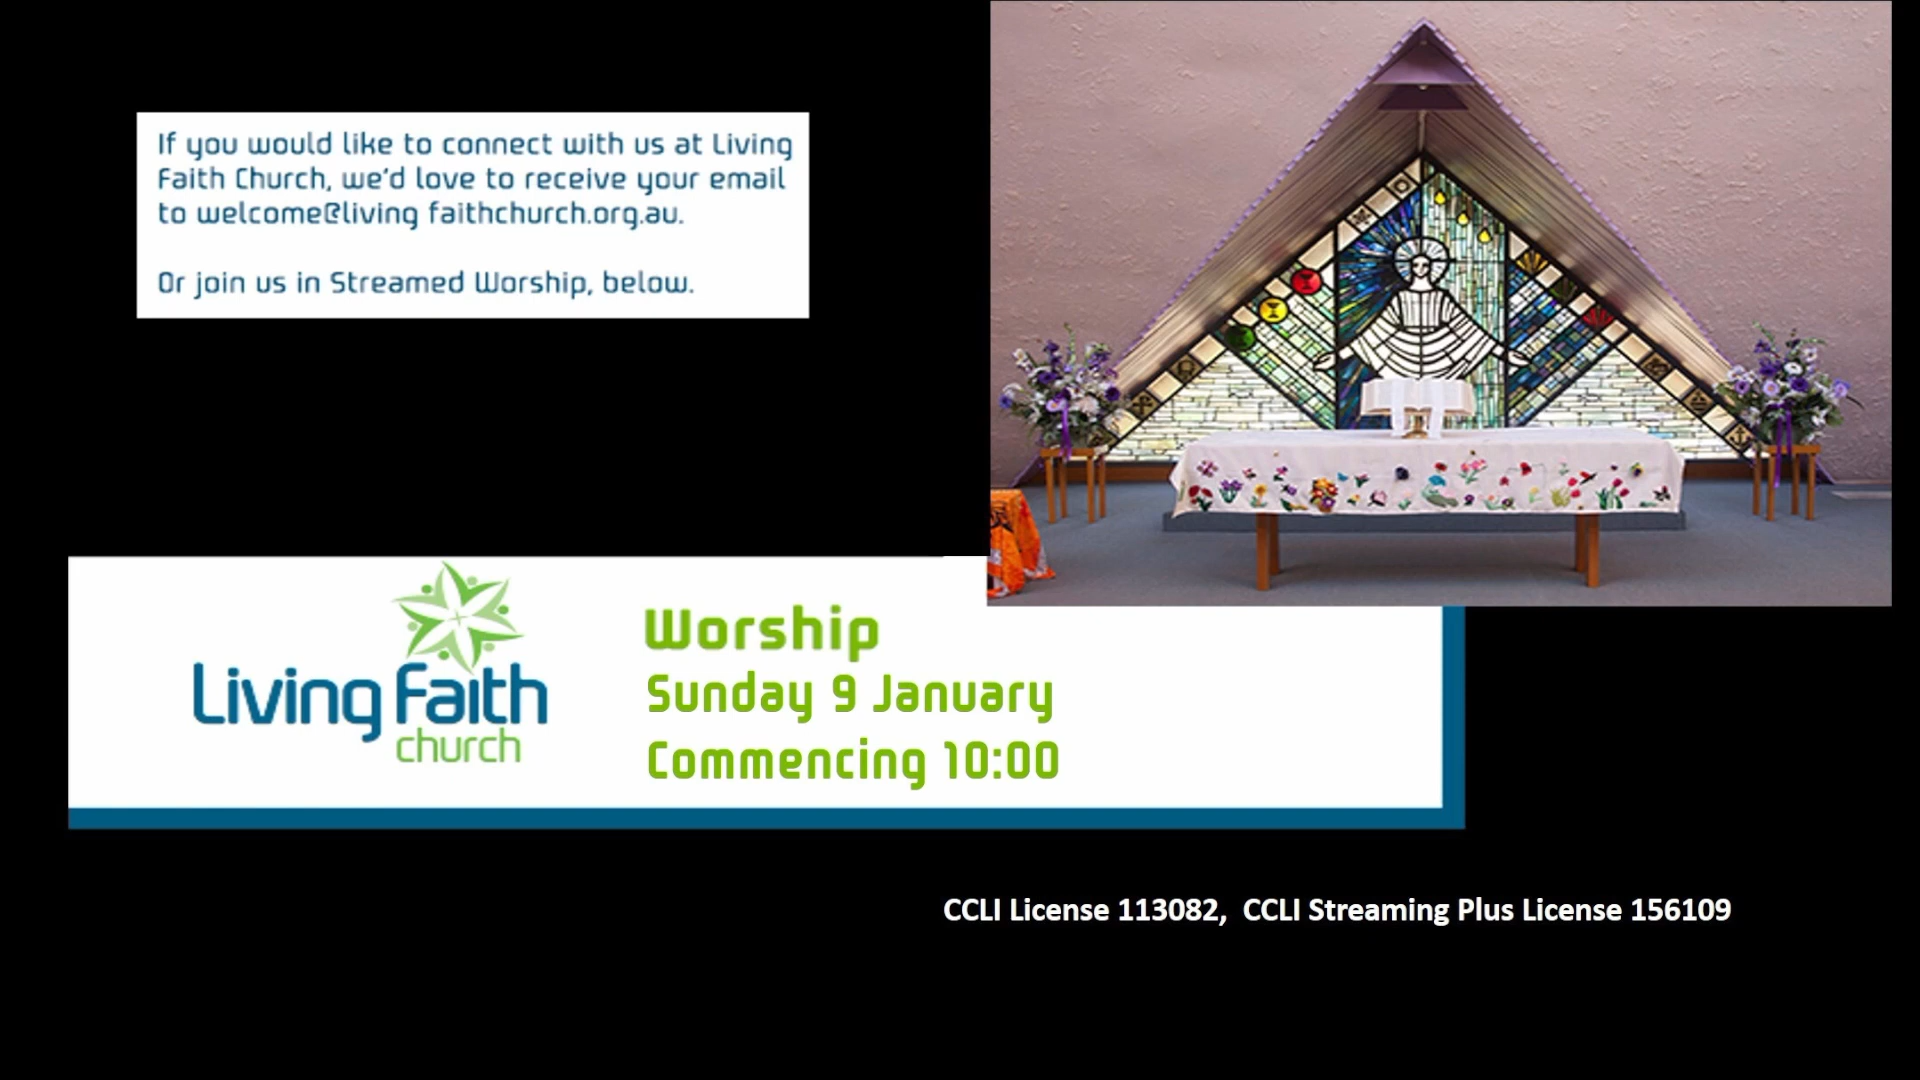 If you would like to connect with us at Living
Faith Church, we'd love to receive your email
to welcome@living faithchurch.org.au.
Or join us in Streamed Worship, below.
Living Faith
church
Worship
Sunday 9 January
Commencing 10:00
CCLI License 113082,  CCLI Streaming Plus License 156109